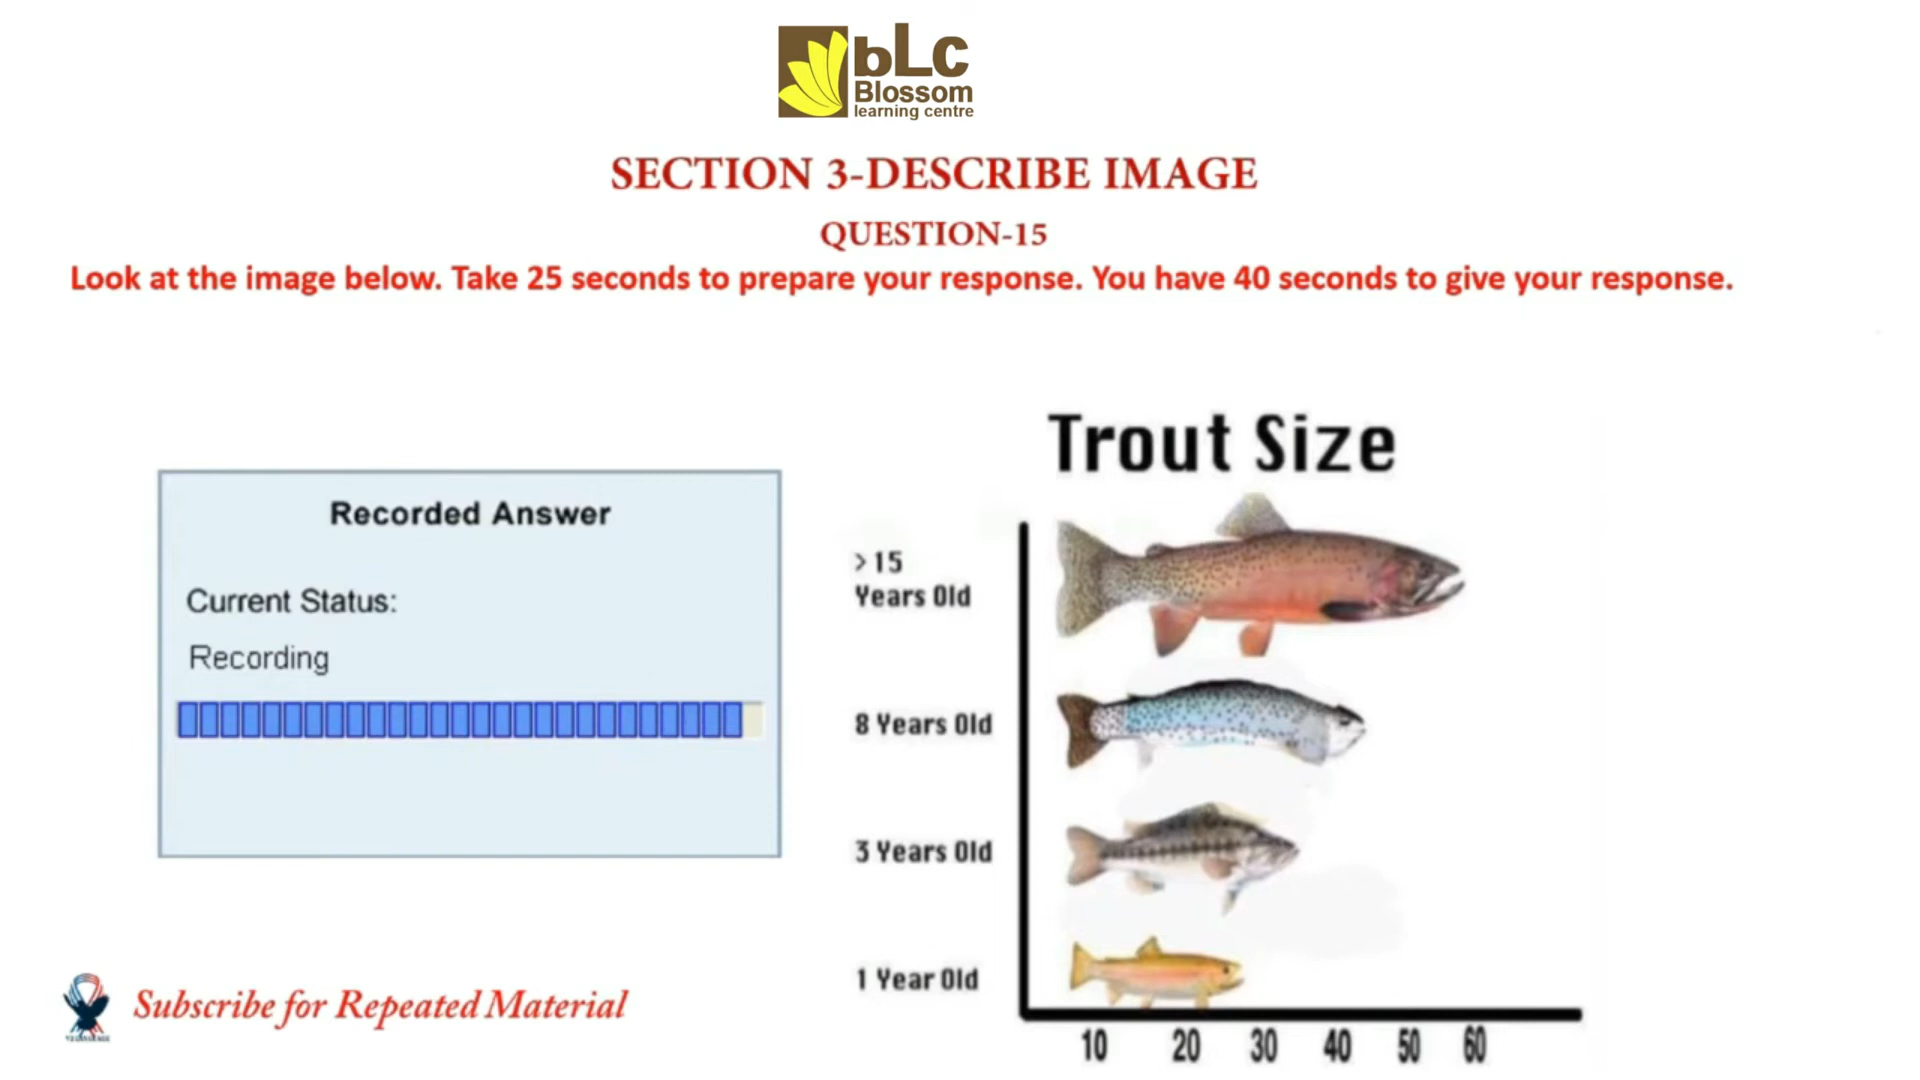 bLc
Blossom
learning centre
SECTION 3-DESCRIBE IMAGE
QUESTION-15
Look at the image below. Take 25 seconds to prepare your response. You have 40 seconds to give your response.
Recorded Answer
Current Status:
Recording
Subscribe for Repeated Material
Trout Size
> 15
Years Old
8 Years Old
3 Years Old
1 Year Old
10 20 30 40 50 60